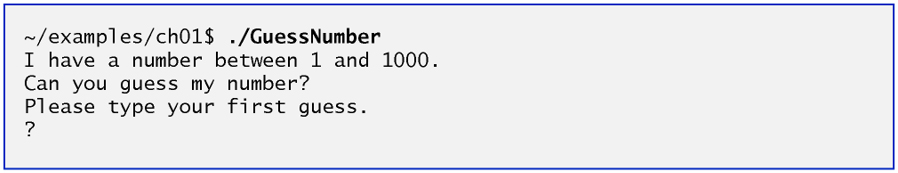 ~/examples/ch01$ ./GuessNumber
I have a number between 1 and 1000.
Can you guess my number?
Please type your first guess.
?